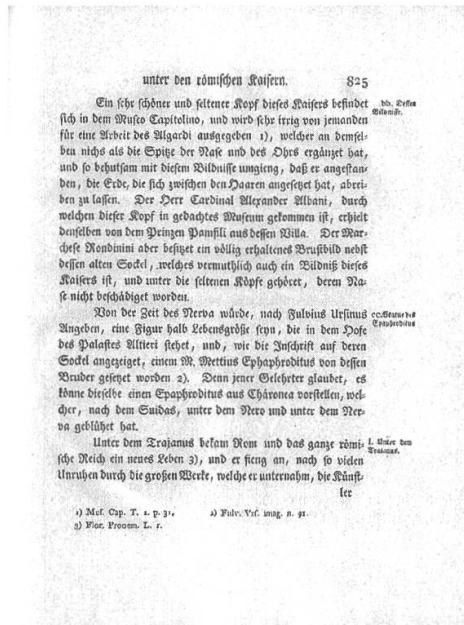 unter den römischen Kaisern. 825
Ein sehr schöner und seltener Kopf dieses Kaisers befindet
bb. Dessen
Bildnisse.
sich in dem Museo Capitolino, und wird sehr irrig von jemanden
für eine Arbeit des Algardi ausgegeben 1), welcher an demsel-
ben nichs als die Spitze der Nase und des Ohrs ergänzet hat,
und so behutsam mit diesem Bildnisse umgieng, daß er angestan-
den, die Erde, die sich zwischen den Haaren angesetzt hat, abrei-
ben zu lassen. Der Herr Cardinal Alexander Albani, durch
welchen dieser Kopf in gedachtes Museum gekommen ist, erhielt
denselben von dem Prinzen Pamfili aus dessen Villa. Der Mar-
chese Rondinini aber besitzet ein völlig erhaltenes Brustbild nebst
dessen alten Sockel, welches vermuthlich auch ein Bildniß dieses
Kaisers ist, und unter die seltenen Köpfe gehöret, deren Na-
se nicht beschädiget worden.
Von der Zeit des Nerva würde, nach Fulvius Ursinus
cc. Statue des
Epaphroditus
Angeben, eine Figur halb Lebensgröße seyn, die in dem Hofe
des Palastes Altieri stehet, und, wie die Inschrift auf deren
Sockel angezeiget, einem M. Mettius Ephaphroditus von dessen
Bruder gesetzet worden 2). Denn jener Gelehrter glaubet, es
könne dieselbe einen Epaphroditus aus Chäronea vorstellen, wel-
cher, nach dem Suidas, unter dem Nero und unter dem Ner-
va geblühet hat.
Unter dem Trajanus bekam Rom und das ganze römi-
I. Unter dem
Trajanus.
sche Reich ein neues Leben 3), und er fieng an, nach so vielen
Unruhen durch die großen Werke, welche er unternahm, die Künst-
ler
1) Mus. Cap. T. 2. p. 31. 2) Fulv. Vrs. imag. n. 91.
3) Flor. Prooem. L. 1.